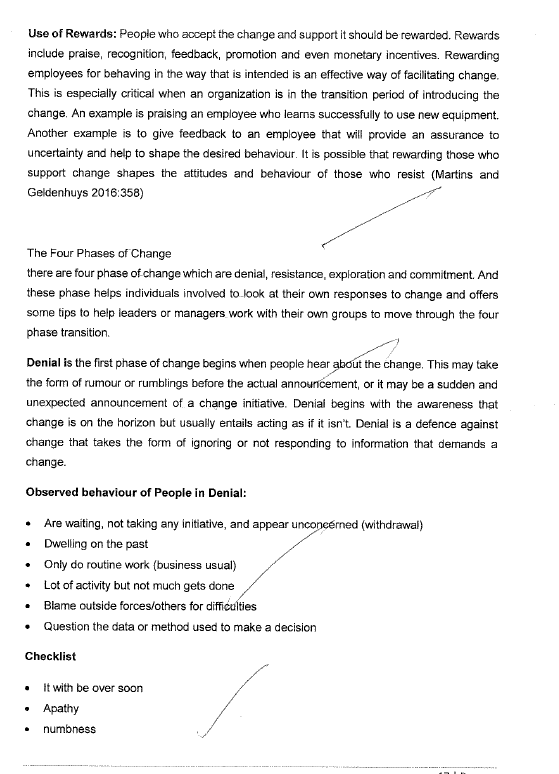 Use of Rewards: People who accept the change and support it should be rewarded. Rewards
include praise, recognition, feedback, promotion and even monetary incentives. Rewarding
employees for behaving in the way that is intended is an effective way of facilitating change.
This is especially critical when an organization is in the transition period of introducing the
change. An example is praising an employee who learns successfully to use new equipment.
Another example is to give feedback to an employee that will provide an assurance to
uncertainty and help to shape the desired behaviour. It is possible that rewarding those who
support change shapes the attitudes and behaviour of those who resist (Martins and
Geldenhuys 2016:358)
The Four Phases of Change
there are four phase of change which are denial, resistance, exploration and commitment. And
these phase helps individuals involved to look at their own responses to change and offers
some tips to help leaders or managers work with their own groups to move through the four
phase transition.
Denial is the first phase of change begins when people hear about the change. This may take
the form of rumour or rumblings before the actual announcement, or it may be a sudden and
unexpected announcement of a change initiative. Denial begins with the awareness that
change is on the horizon but usually entails acting as if it isn't. Denial is a defence against
change that takes the form of ignoring or not responding to information that demands a
change.
Observed behaviour of People in Denial:
• Are waiting, not taking any initiative, and appear unconcerned (withdrawal)
• Dwelling on the past
• Only do routine work (business usual)
• Lot of activity but not much gets done
• Blame outside forces/others for difficulties
• Question the data or method used to make a decision
Checklist
• It with be over soon
• Apathy
• numbness